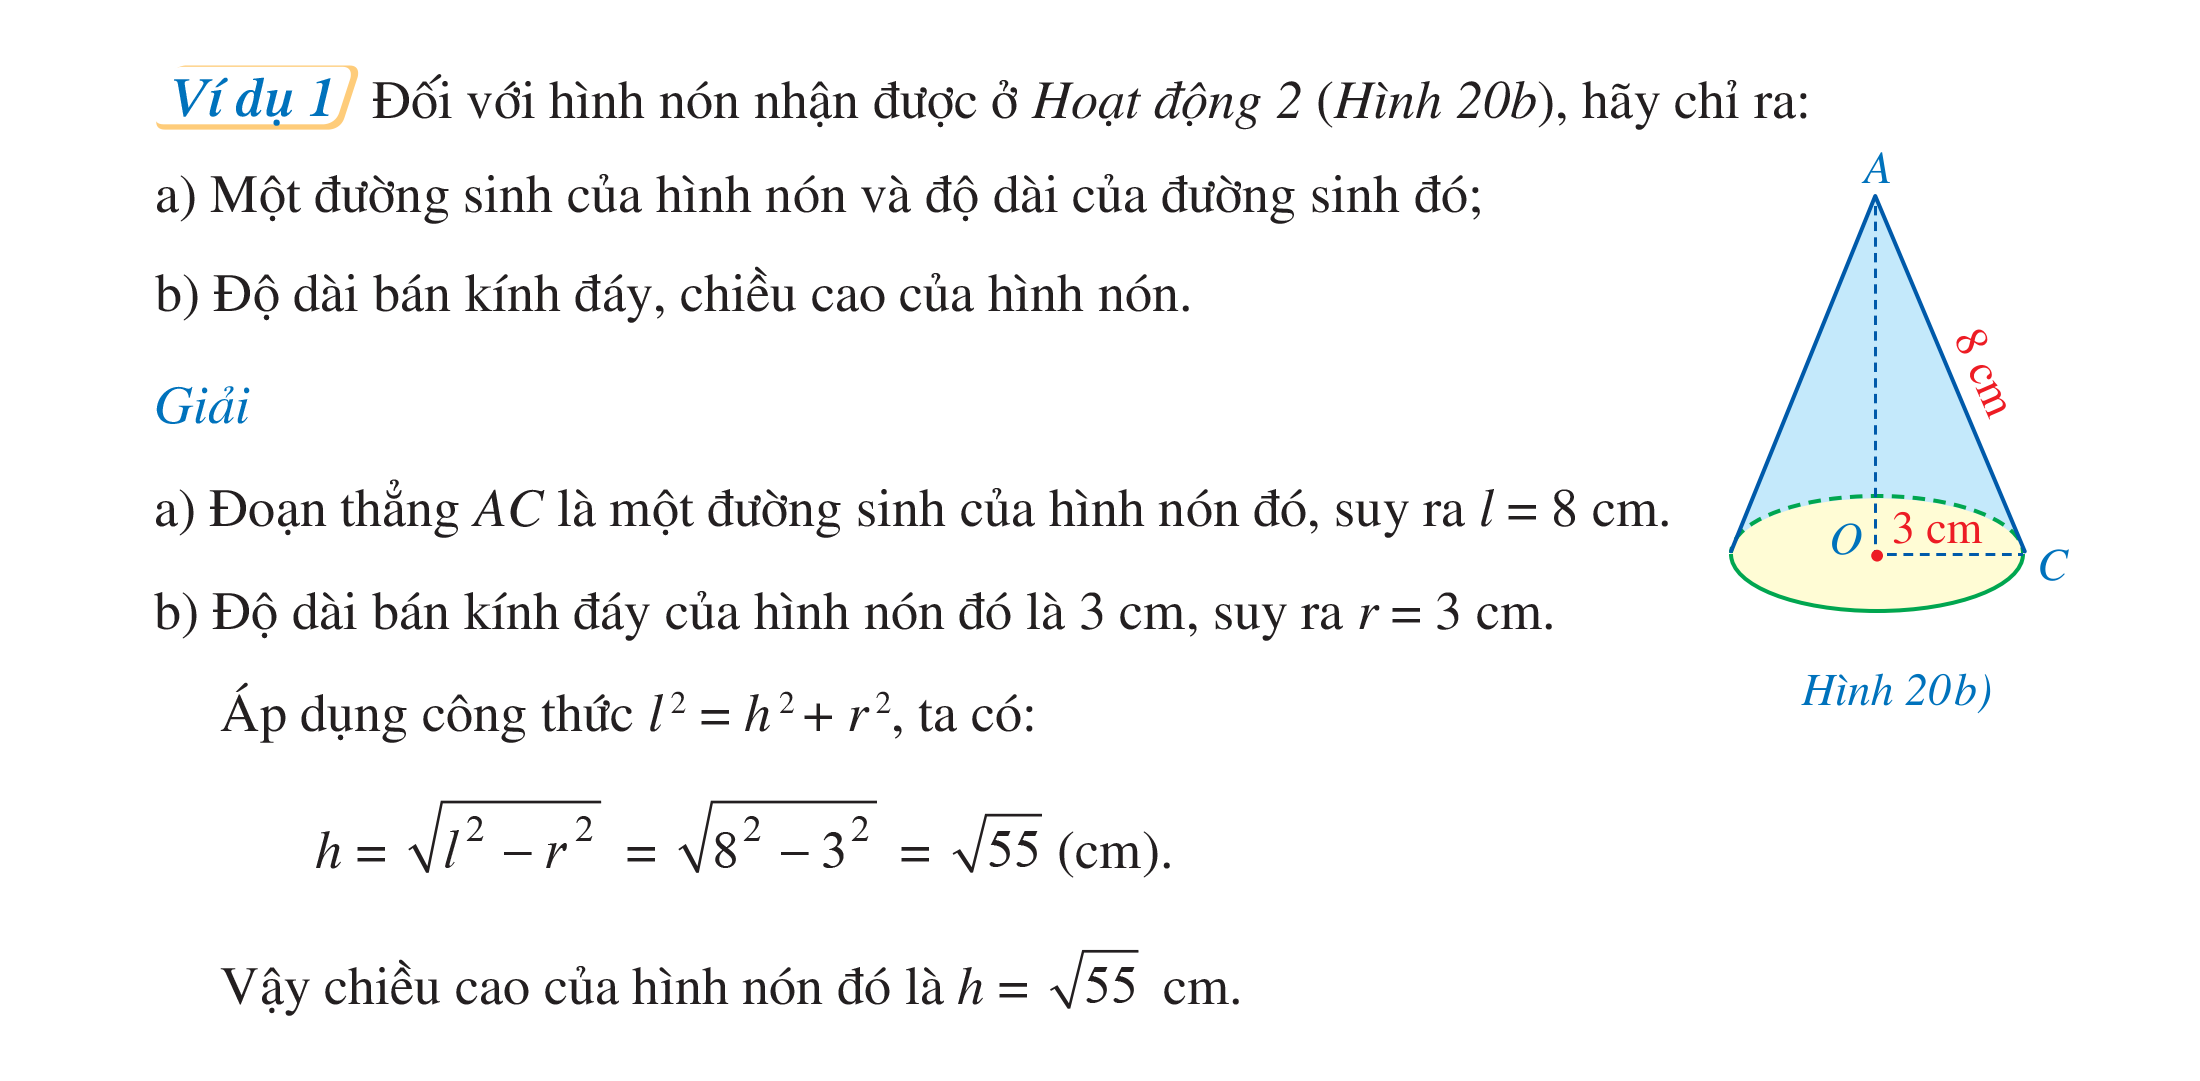 Ví dụ 1 Đối với hình nón nhận được ở Hoạt động 2 (Hình 20b), hãy chỉ ra:
a) Một đường sinh của hình nón và độ dài của đường sinh đó;
b) Độ dài bán kính đáy, chiều cao của hình nón.
Giải
a) Đoạn thẳng AC là một đường sinh của hình nón đó, suy ra l = 8 cm.
b) Độ dài bán kính đáy của hình nón đó là 3 cm, suy ra r = 3 cm.
Áp dụng công thức l² = h² + r², ta có:
h = √(l² – r²) = √(8² – 3²) = √55 (cm).
Vậy chiều cao của hình nón đó là h = √55 cm.
A
8 cm
O
3 cm
C
Hình 20b)